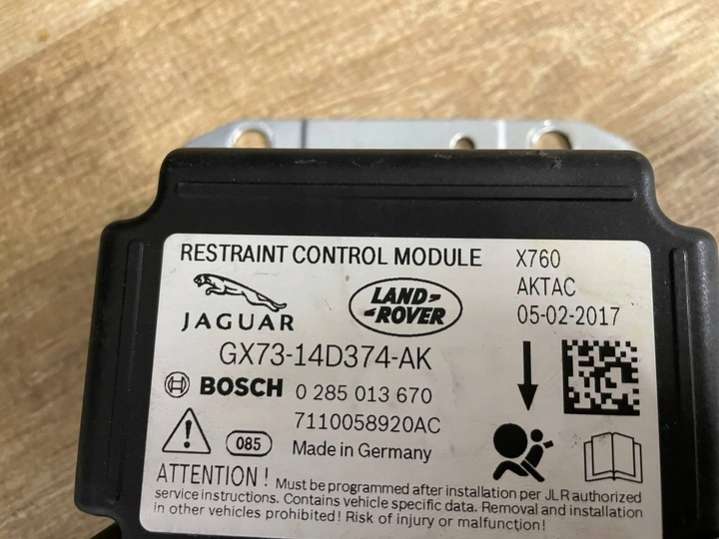 RESTRAINT CONTROL MODULE X760
AKTAC
JAGUAR LAND-ROVER 05-02-2017
GX73-14D374-AK
BOSCH 0 285 013 670
7110058920AC
085 Made in Germany
ATTENTION! Must be programmed after installation per JLR authorized
service instructions. Contains vehicle specific data. Removal and installation
in other vehicles prohibited! Risk of injury or malfunction!